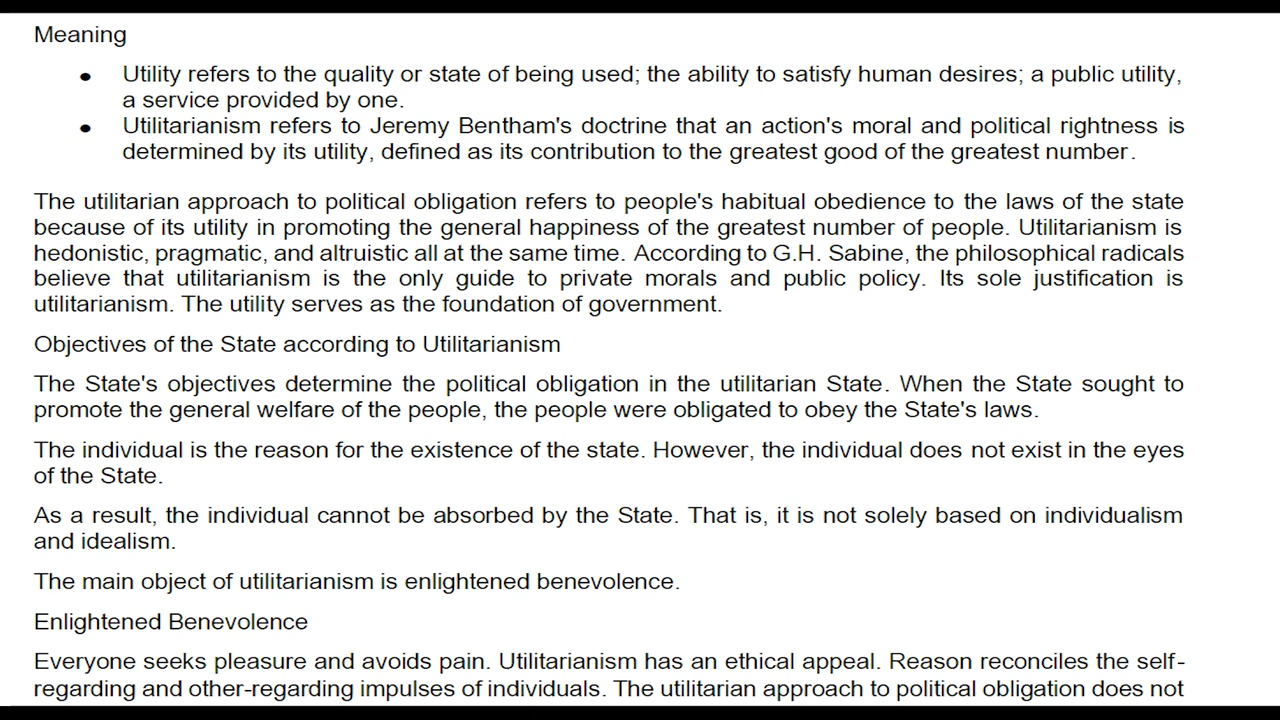 Meaning
• Utility refers to the quality or state of being used; the ability to satisfy human desires; a public utility,
a service provided by one.
• Utilitarianism refers to Jeremy Bentham's doctrine that an action's moral and political rightness is
determined by its utility, defined as its contribution to the greatest good of the greatest number.
The utilitarian approach to political obligation refers to people's habitual obedience to the laws of the state
because of its utility in promoting the general happiness of the greatest number of people. Utilitarianism is
hedonistic, pragmatic, and altruistic all at the same time. According to G.H. Sabine, the philosophical radicals
believe that utilitarianism is the only guide to private morals and public policy. Its sole justification is
utilitarianism. The utility serves as the foundation of government.
Objectives of the State according to Utilitarianism
The State's objectives determine the political obligation in the utilitarian State. When the State sought to
promote the general welfare of the people, the people were obligated to obey the State's laws.
The individual is the reason for the existence of the state. However, the individual does not exist in the eyes
of the State.
As a result, the individual cannot be absorbed by the State. That is, it is not solely based on individualism
and idealism.
The main object of utilitarianism is enlightened benevolence.
Enlightened Benevolence
Everyone seeks pleasure and avoids pain. Utilitarianism has an ethical appeal. Reason reconciles the self-
regarding and other-regarding impulses of individuals. The utilitarian approach to political obligation does not